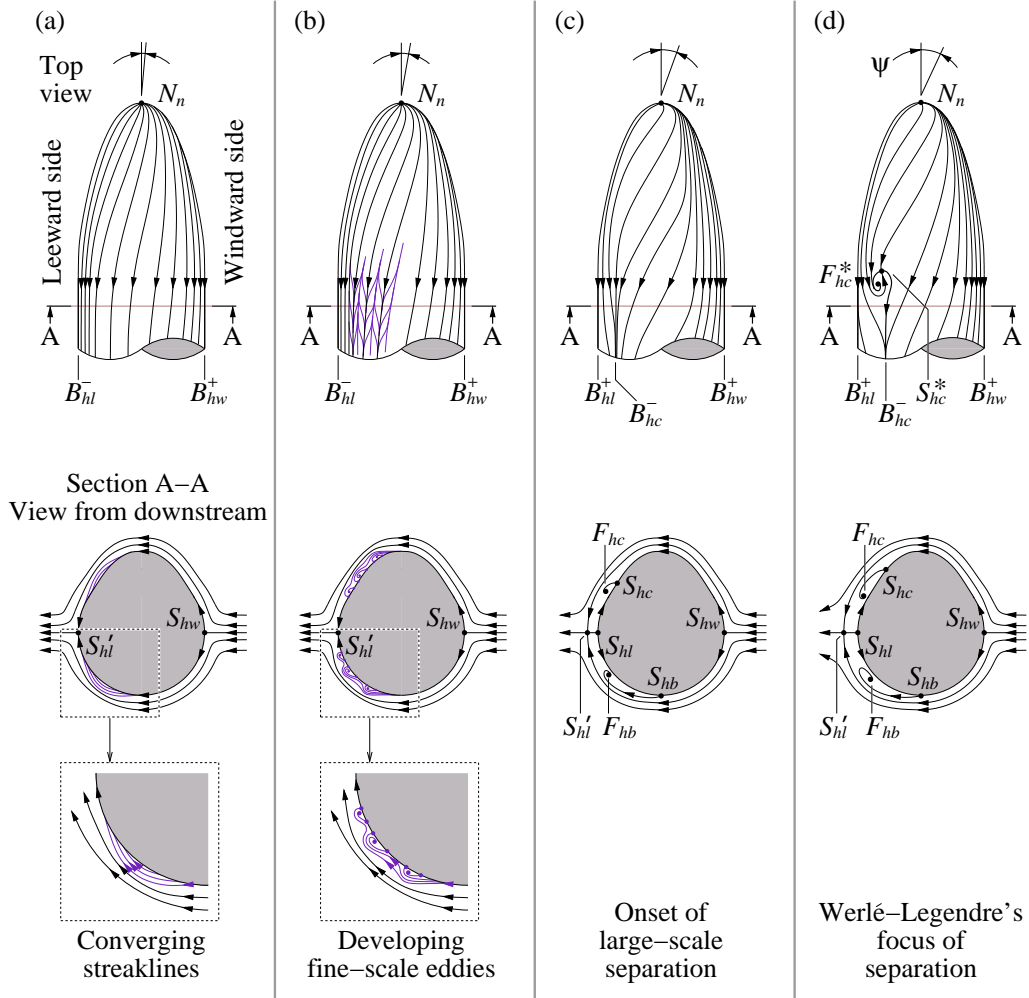 (a)
(b)
(c)
(d)
Top
view
ψ
N_n
N_n
N_n
N_n
Leeward side
Windward side
F*_hc
A
A
A
A
A
A
A
A
B⁻_hl
B⁺_hw
B⁻_hl
B⁺_hw
B⁺_hl
B⁻_hc
B⁺_hw
B⁺_hl
B⁻_hc
S*_hc
B⁺_hw
Section A–A
View from downstream
S′_hl
S_hw
S′_hl
S_hw
F_hc
S_hc
S_hw
S_hl
S_hb
S′_hl
F_hb
F_hc
S_hc
S_hw
S_hl
S_hb
S′_hl
F_hb
Converging
streaklines
Developing
fine–scale eddies
Onset of
large–scale
separation
Werlé–Legendre's
focus of
separation